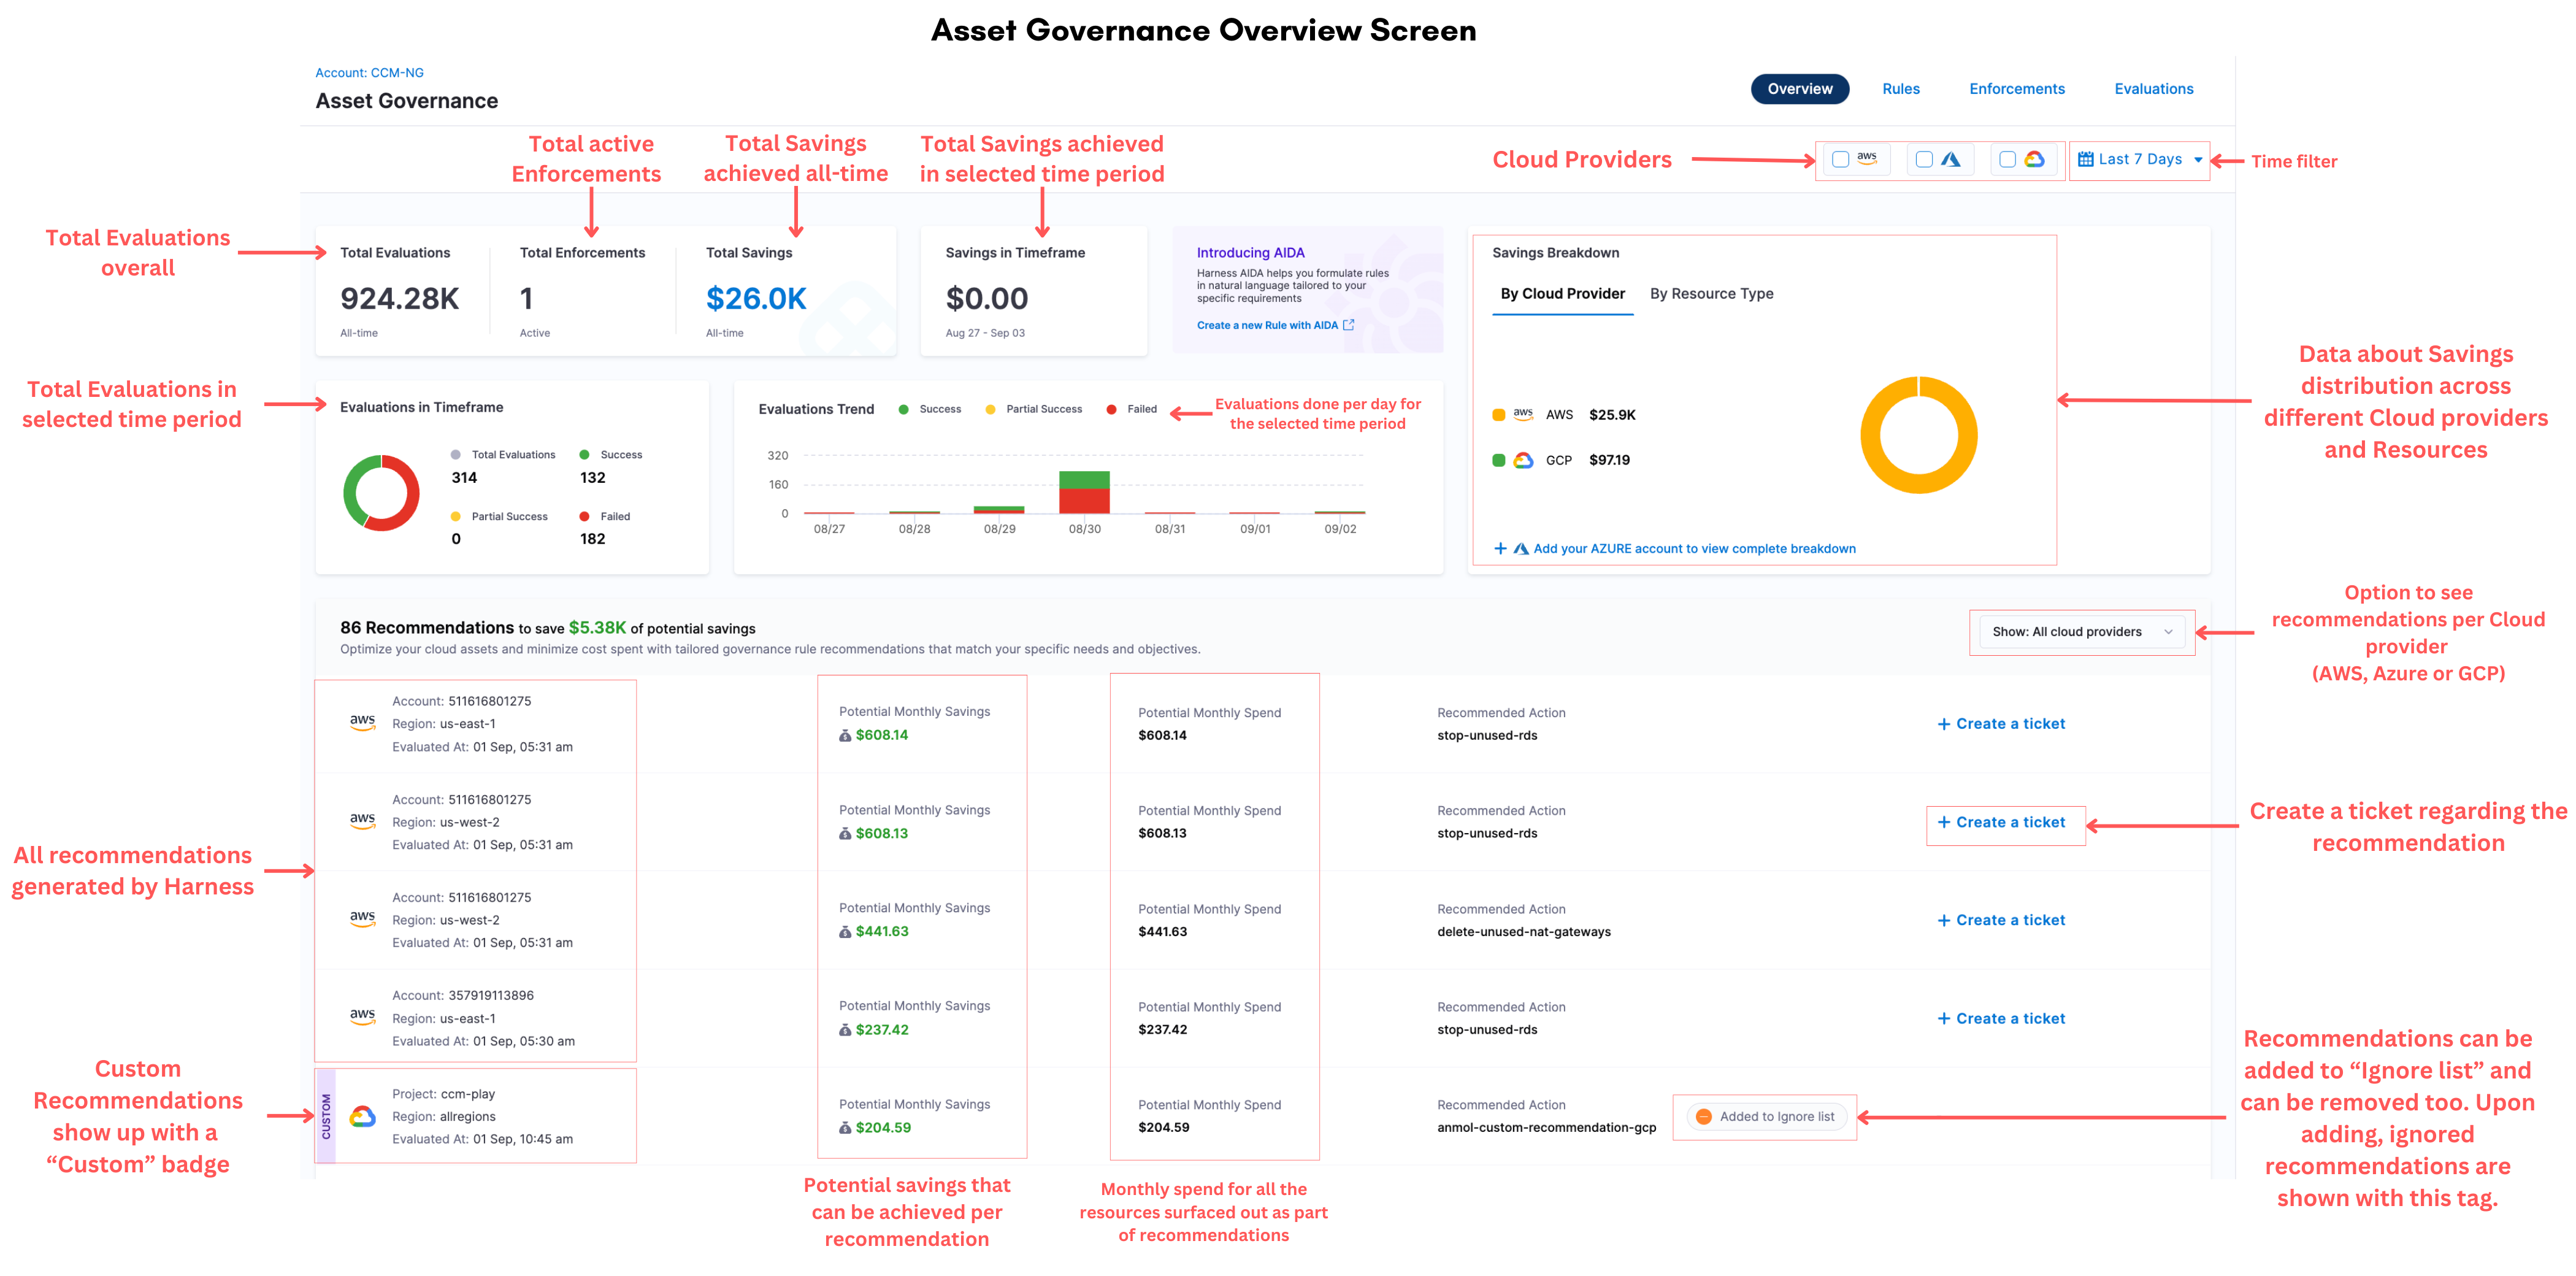 Asset Governance Overview Screen
Account: CCM-NG
Asset Governance
Overview
Rules
Enforcements
Evaluations
Total active
Enforcements
Total Savings
achieved all-time
Total Savings achieved
in selected time period
Cloud Providers
aws
Last 7 Days
Time filter
Total Evaluations
overall
Total Evaluations
924.28K
All-time
Total Enforcements
1
Active
Total Savings
$26.0K
All-time
Savings in Timeframe
$0.00
Aug 27 - Sep 03
Introducing AIDA
Harness AIDA helps you formulate rules
in natural language tailored to your
specific requirements
Create a new Rule with AIDA
Savings Breakdown
By Cloud Provider
By Resource Type
aws AWS $25.9K
GCP $97.19
+ Add your AZURE account to view complete breakdown
Data about Savings
distribution across
different Cloud providers
and Resources
Total Evaluations in
selected time period
Evaluations in Timeframe
Total Evaluations
314
Success
132
Partial Success
0
Failed
182
Evaluations Trend
Success
Partial Success
Failed
Evaluations done per day for
the selected time period
320
160
0
08/27
08/28
08/29
08/30
08/31
09/01
09/02
86 Recommendations to save $5.38K of potential savings
Optimize your cloud assets and minimize cost spent with tailored governance rule recommendations that match your specific needs and objectives.
Show: All cloud providers
Option to see
recommendations per Cloud
provider
(AWS, Azure or GCP)
aws
Account: 511616801275
Region: us-east-1
Evaluated At: 01 Sep, 05:31 am
Potential Monthly Savings
$608.14
Potential Monthly Spend
$608.14
Recommended Action
stop-unused-rds
+ Create a ticket
aws
Account: 511616801275
Region: us-west-2
Evaluated At: 01 Sep, 05:31 am
Potential Monthly Savings
$608.13
Potential Monthly Spend
$608.13
Recommended Action
stop-unused-rds
+ Create a ticket
Create a ticket regarding the
recommendation
All recommendations
generated by Harness
aws
Account: 511616801275
Region: us-west-2
Evaluated At: 01 Sep, 05:31 am
Potential Monthly Savings
$441.63
Potential Monthly Spend
$441.63
Recommended Action
delete-unused-nat-gateways
+ Create a ticket
aws
Account: 357919113896
Region: us-east-1
Evaluated At: 01 Sep, 05:30 am
Potential Monthly Savings
$237.42
Potential Monthly Spend
$237.42
Recommended Action
stop-unused-rds
+ Create a ticket
Custom
Recommendations
show up with a
“Custom” badge
CUSTOM
Project: ccm-play
Region: allregions
Evaluated At: 01 Sep, 10:45 am
Potential Monthly Savings
$204.59
Potential Monthly Spend
$204.59
Recommended Action
anmol-custom-recommendation-gcp
Added to Ignore list
Recommendations can be
added to “Ignore list” and
can be removed too. Upon
adding, ignored
recommendations are
shown with this tag.
Potential savings that
can be achieved per
recommendation
Monthly spend for all the
resources surfaced out as part
of recommendations